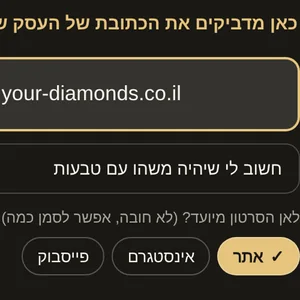 כאן מדביקים את הכתובת של העסק
your-diamonds.co.il
חשוב לי שיהיה משהו עם טבעות
לאן הסרטון מיועד? (לא חובה, אפשר לסמן כמה)
✓ אתר אינסטגרם פייסבוק